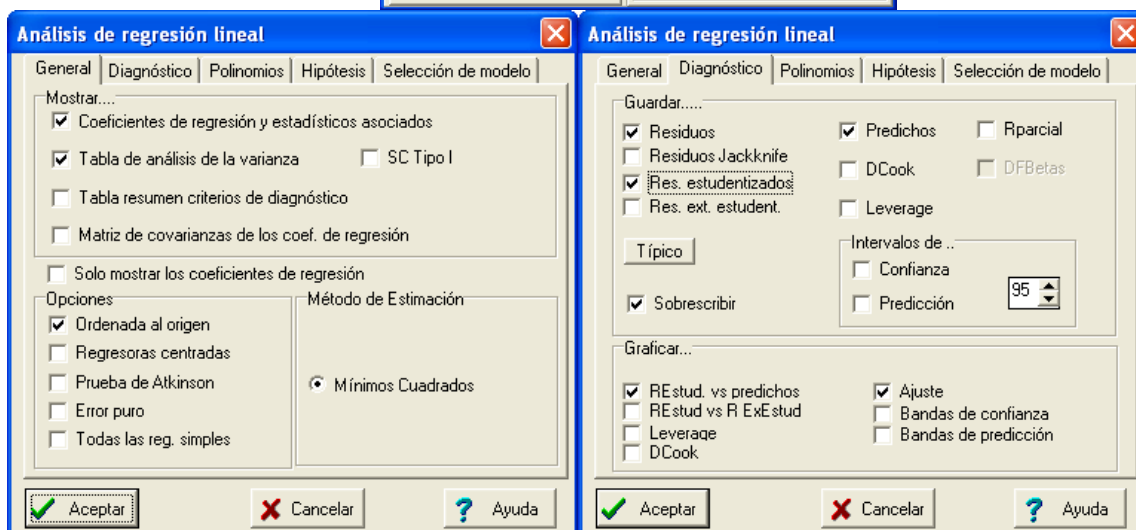 Análisis de regresión lineal
General Diagnóstico Polinomios Hipótesis Selección de modelo
Mostrar....
Coeficientes de regresión y estadísticos asociados
Tabla de análisis de la varianza SC Tipo I
Tabla resumen criterios de diagnóstico
Matriz de covarianzas de los coef. de regresión
Solo mostrar los coeficientes de regresión
Opciones
Ordenada al origen
Regresoras centradas
Prueba de Atkinson
Error puro
Todas las reg. simples
Método de Estimación
Mínimos Cuadrados
Aceptar Cancelar Ayuda
Análisis de regresión lineal
General Diagnóstico Polinomios Hipótesis Selección de modelo
Guardar.....
Residuos Predichos Rparcial
Residuos Jackknife
DCook DFBetas
Res. estudentizados
Res. ext. estudent. Leverage
Típico
Sobrescribir
Intervalos de ..
Confianza
Predicción
95
Graficar...
REstud. vs predichos Ajuste
REstud vs R ExEstud Bandas de confianza
Leverage Bandas de predicción
DCook
Aceptar Cancelar Ayuda